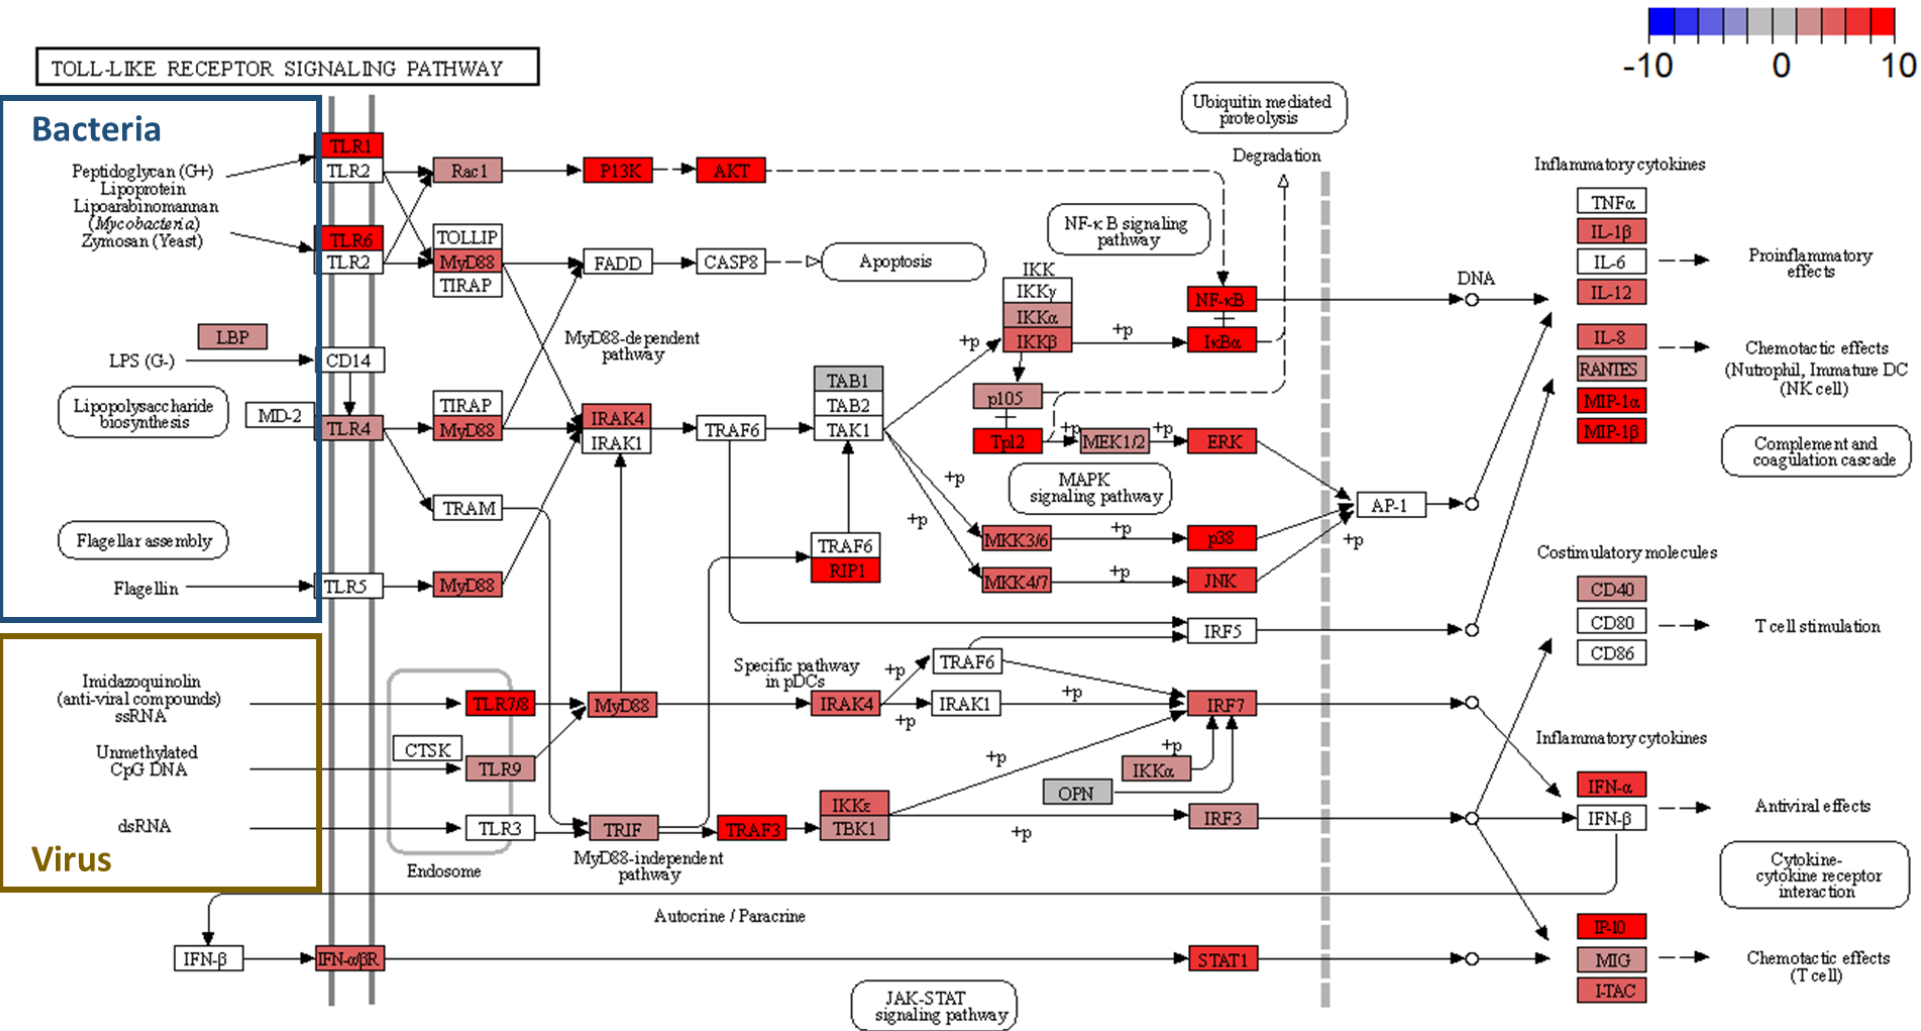 -10 0 10
TOLL-LIKE RECEPTOR SIGNALING PATHWAY
Bacteria
Peptidoglycan (G+)
Lipoprotein
Lipoarabinomannan
(Mycobacteria)
Zymosan (Yeast)
LBP
LPS (G-)
Lipopolysaccharide
biosynthesis
MD-2
Flagellar assembly
Flagellin
TLR1
TLR2
TLR6
TLR2
CD14
TLR4
TLR5
Rac1
P13K
AKT
TOLLIP
MyD88
TIRAP
FADD
CASP8
Apoptosis
MyD88-dependent
pathway
TIRAP
MyD88
IRAK4
IRAK1
TRAF6
TAB1
TAB2
TAK1
TRAM
MyD88
TRAF6
RIP1
Ubiquitin mediated
proteolysis
Degradation
NF-κB signaling
pathway
IKK
IKKγ
IKKα
IKKβ
+p
+p
NF-κB
IκBα
p105
Tpl2
+p
MEK1/2
+p
ERK
MAPK
signaling pathway
+p
+p
MKK3/6
+p
p38
MKK4/7
+p
JNK
AP-1
+p
IRF5
DNA
Inflammatory cytokines
TNFα
IL-1β
IL-6
IL-12
Proinflammatory
effects
IL-8
RANTES
MIP-1α
MIP-1β
Chemotactic effects
(Nutrophil, Immature DC
(NK cell)
Complement and
coagulation cascade
Costimulatory molecules
CD40
CD80
CD86
T cell stimulation
Virus
Imidazoquinolin
(anti-viral compounds)
ssRNA
Unmethylated
CpG DNA
dsRNA
TLR7/8
CTSK
TLR9
TLR3
Endosome
MyD88
Specific pathway
in pDCs
IRAK4
+p
+p
TRAF6
IRAK1
+p
IRF7
+p
+p
IKKα
OPN
TRIF
MyD88-independent
pathway
TRAF3
IKKε
TBK1
+p
IRF3
Inflammatory cytokines
IFN-α
IFN-β
Antiviral effects
Cytokine-
cytokine receptor
interaction
Autocrine / Paracrine
IFN-β
IFN-α/βR
STAT1
JAK-STAT
signaling pathway
IP-10
MIG
I-TAC
Chemotactic effects
(T cell)